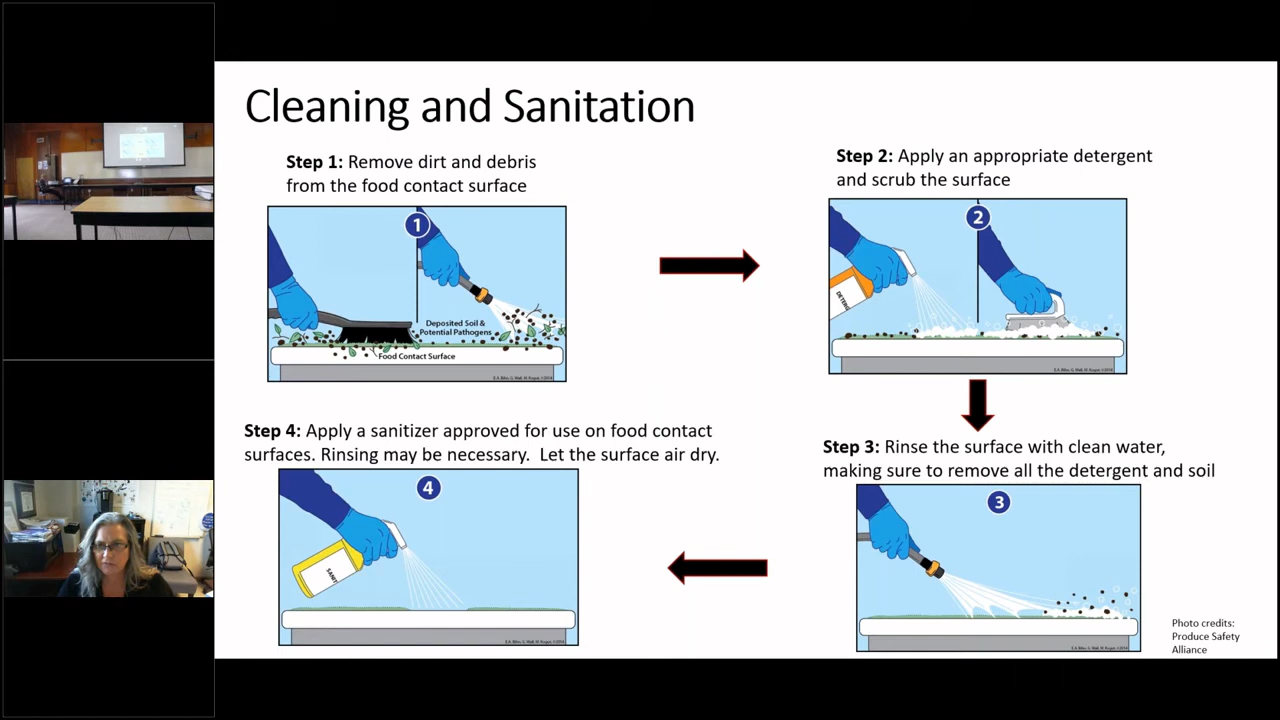 Cleaning and Sanitation
Step 1: Remove dirt and debris
from the food contact surface
1
Deposited Soil &
Potential Pathogens
Food Contact Surface
Step 2: Apply an appropriate detergent
and scrub the surface
2
Step 3: Rinse the surface with clean water,
making sure to remove all the detergent and soil
3
Step 4: Apply a sanitizer approved for use on food contact
surfaces. Rinsing may be necessary.  Let the surface air dry.
4
Photo credits:
Produce Safety
Alliance